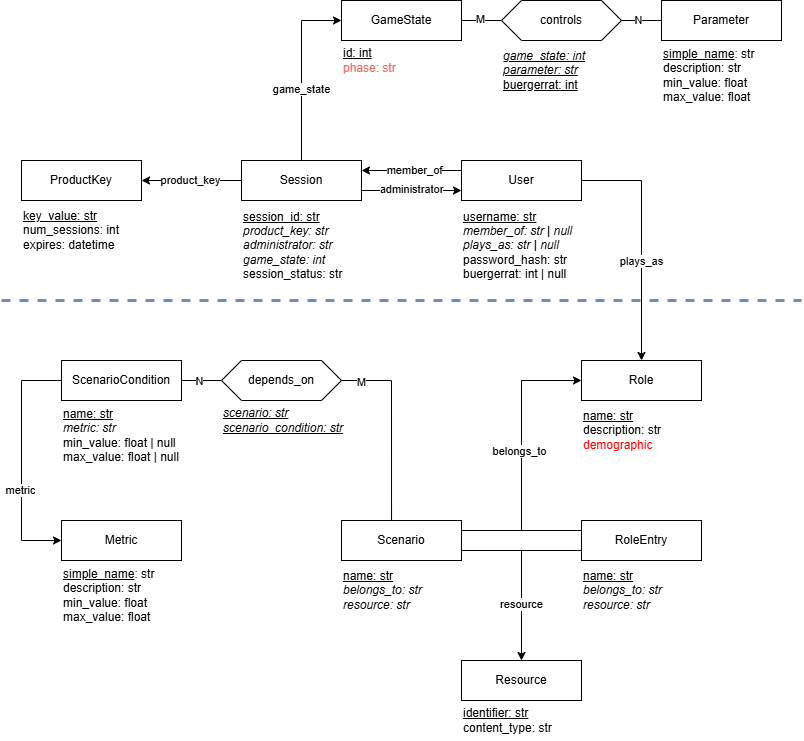 GameState
M
controls
N
Parameter
id: int
phase: str
game_state: int
parameter: str
buergerrat: int
simple_name: str
description: str
min_value: float
max_value: float
game_state
ProductKey
product_key
Session
member_of
administrator
User
key_value: str
num_sessions: int
expires: datetime
session_id: str
product_key: str
administrator: str
game_state: int
session_status: str
username: str
member_of: str | null
plays_as: str | null
password_hash: str
buergerrat: int | null
plays_as
ScenarioCondition
N
depends_on
M
Role
name: str
metric: str
min_value: float | null
max_value: float | null
scenario: str
scenario_condition: str
name: str
description: str
demographic
belongs_to
metric
Metric
Scenario
RoleEntry
simple_name: str
description: str
min_value: float
max_value: float
name: str
belongs_to: str
resource: str
name: str
belongs_to: str
resource: str
resource
Resource
identifier: str
content_type: str